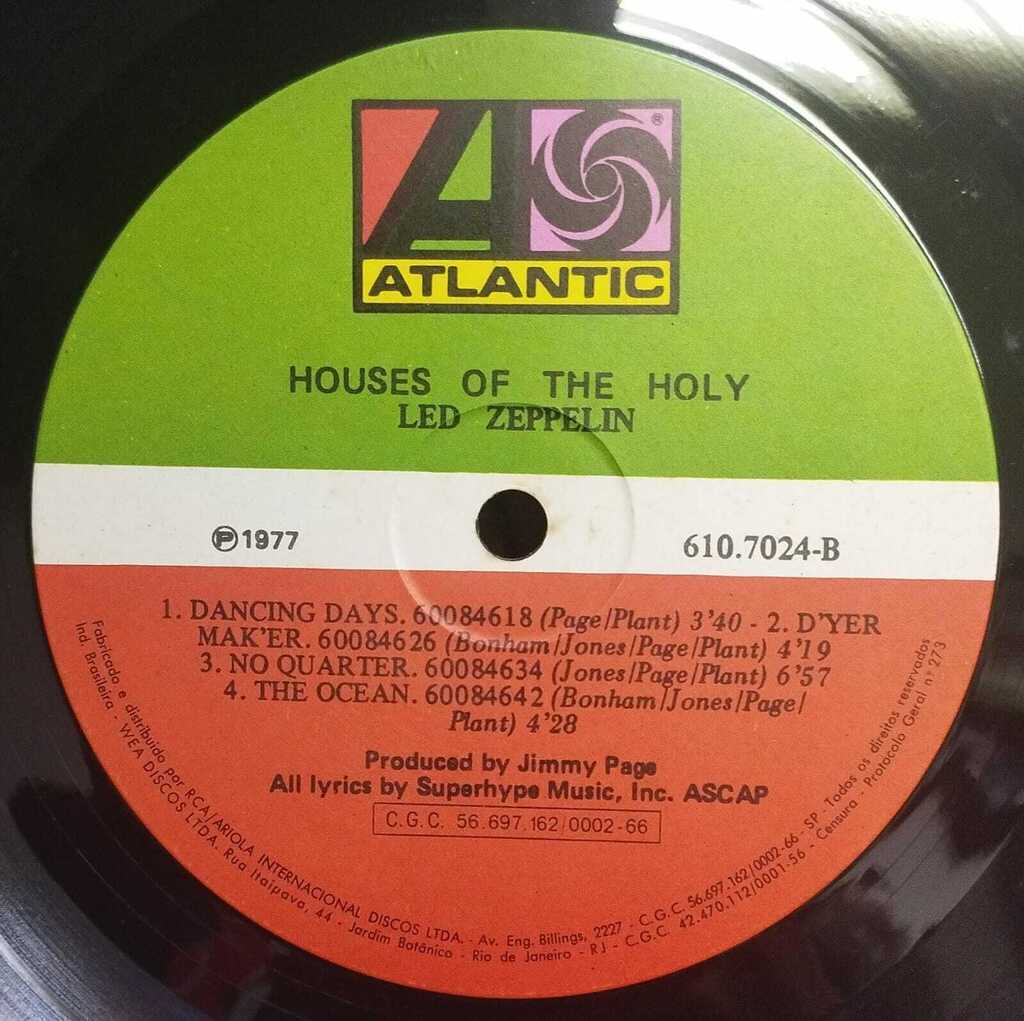 ®
ATLANTIC
HOUSES OF THE HOLY
LED ZEPPELIN
℗1977
610.7024-B
1. DANCING DAYS. 60084618 (Page/Plant) 3'40 - 2. D'YER
MAK'ER. 60084626 (Bonham/Jones/Page/Plant) 4'19
3. NO QUARTER. 60084634 (Jones/Page/Plant) 6'57
4. THE OCEAN. 60084642 (Bonham/Jones/Page/
Plant) 4'28
Produced by Jimmy Page
All lyrics by Superhype Music, Inc. ASCAP
C.G.C. 56.697.162/0002-66
Fabricado e distribuido por RCA/ARIOLA INTERNACIONAL DISCOS LTDA. - Av. Eng. Billings, 2227 - C.G.C. 56.697.162/0002-66 - SP - Todos os direitos reservados
Ind. Brasileira - WEA DISCOS LTDA. Rua Itaipava, 44 - Jardim Botânico - Rio de Janeiro - RJ - C.G.C. 42.470.112/0001-56 - Censura - Protocolo Geral nº 273